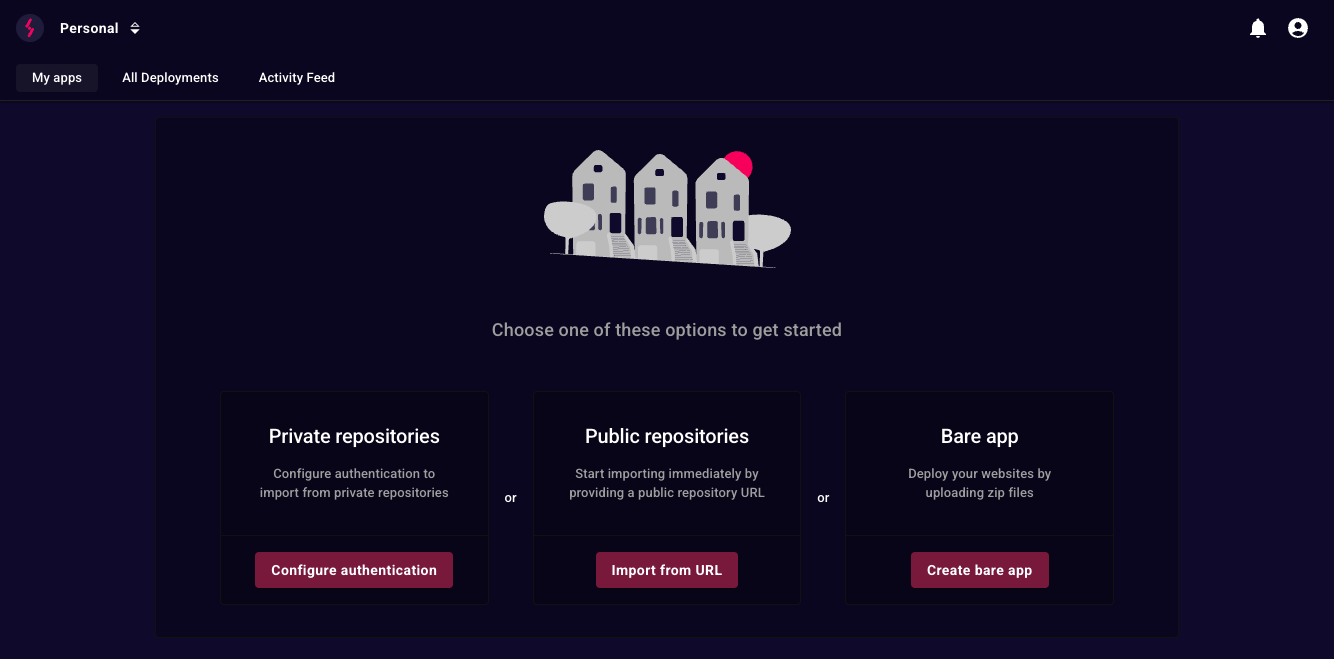 Personal
My apps
All Deployments
Activity Feed
Choose one of these options to get started
Private repositories
Configure authentication to
import from private repositories
Configure authentication
or
Public repositories
Start importing immediately by
providing a public repository URL
Import from URL
or
Bare app
Deploy your websites by
uploading zip files
Create bare app